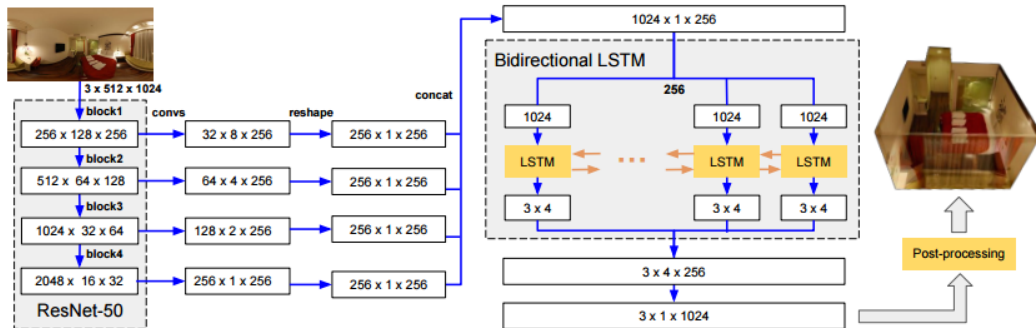 3 x 512 x 1024
block1
256 x 128 x 256
block2
512 x 64 x 128
block3
1024 x 32 x 64
block4
2048 x 16 x 32
ResNet-50
convs
32 x 8 x 256
64 x 4 x 256
128 x 2 x 256
256 x 1 x 256
reshape
256 x 1 x 256
256 x 1 x 256
256 x 1 x 256
256 x 1 x 256
concat
1024 x 1 x 256
Bidirectional LSTM
256
1024
1024
1024
LSTM
LSTM
LSTM
3 x 4
3 x 4
3 x 4
3 x 4 x 256
3 x 1 x 1024
Post-processing